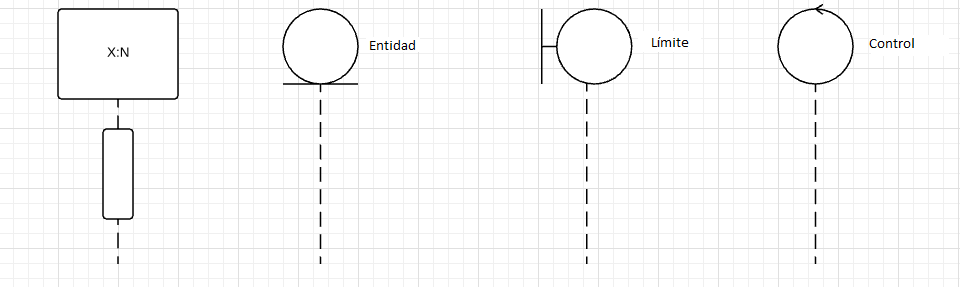 X:N
Entidad
Límite
Control